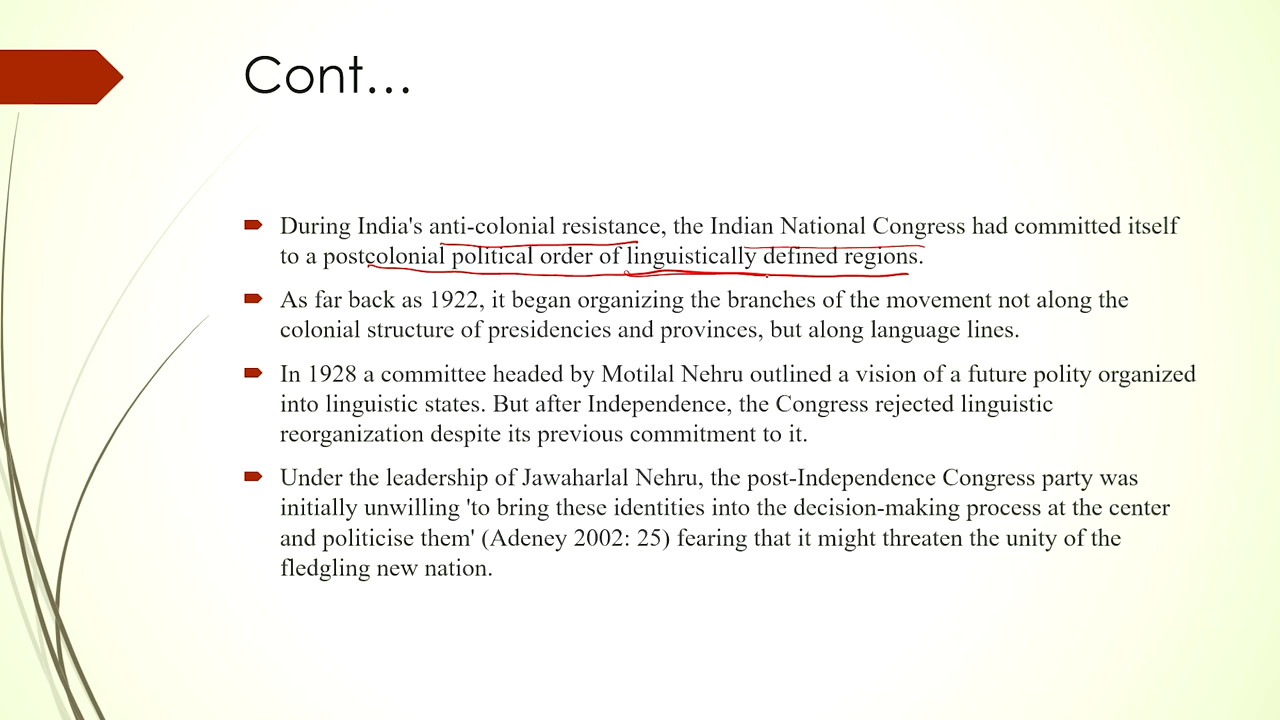 Cont…
During India's anti-colonial resistance, the Indian National Congress had committed itself
to a postcolonial political order of linguistically defined regions.
As far back as 1922, it began organizing the branches of the movement not along the
colonial structure of presidencies and provinces, but along language lines.
In 1928 a committee headed by Motilal Nehru outlined a vision of a future polity organized
into linguistic states. But after Independence, the Congress rejected linguistic
reorganization despite its previous commitment to it.
Under the leadership of Jawaharlal Nehru, the post-Independence Congress party was
initially unwilling 'to bring these identities into the decision-making process at the center
and politicise them' (Adeney 2002: 25) fearing that it might threaten the unity of the
fledgling new nation.